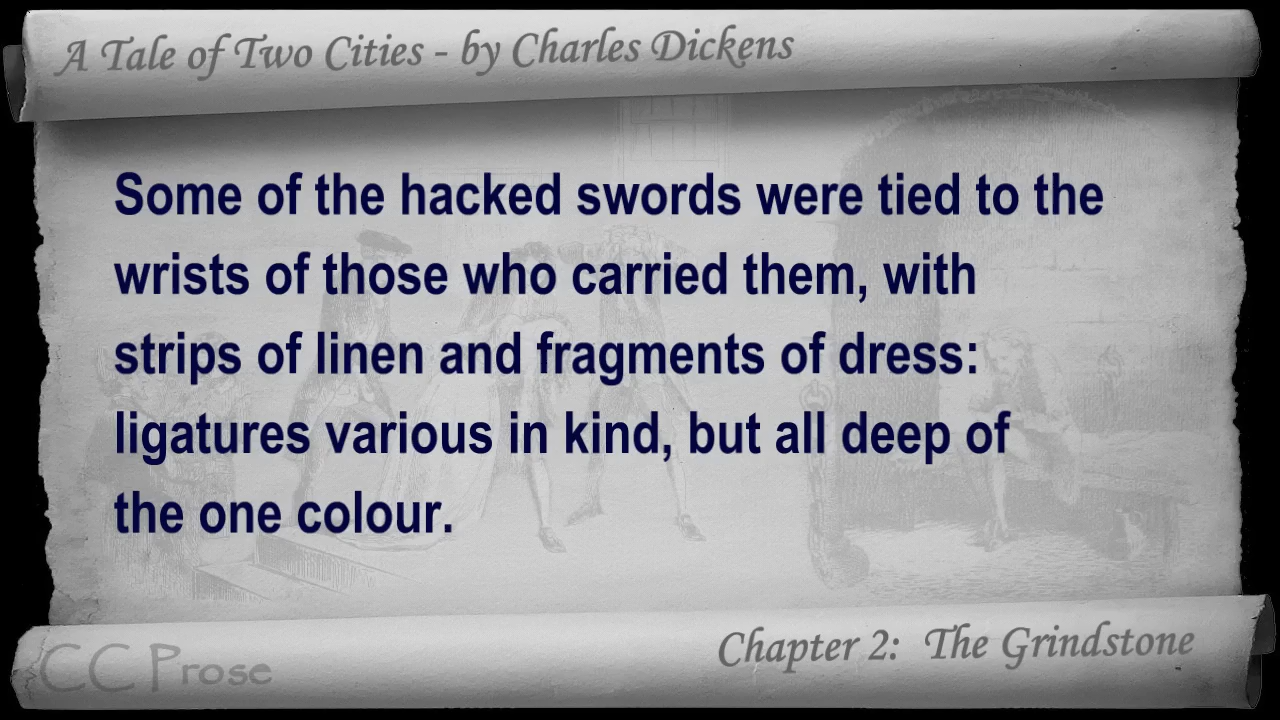 A Tale of Two Cities - by Charles Dickens
Some of the hacked swords were tied to the
wrists of those who carried them, with
strips of linen and fragments of dress:
ligatures various in kind, but all deep of
the one colour.
Chapter 2: The Grindstone
CC Prose